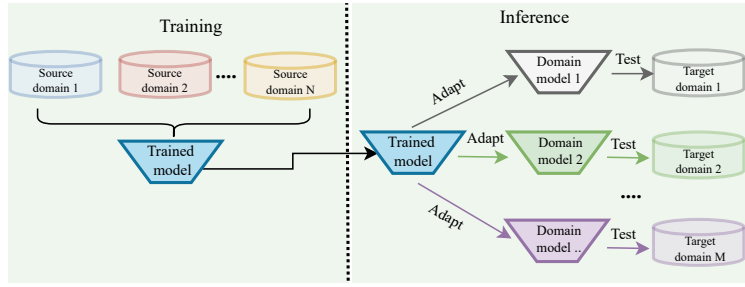 Training
Inference
Source
domain 1
Source
domain 2
....
Source
domain N
Trained
model
Trained
model
Adapt
Domain
model 1
Test
Target
domain 1
Adapt
Domain
model 2
Test
Target
domain 2
....
Adapt
Domain
model ..
Test
Target
domain M